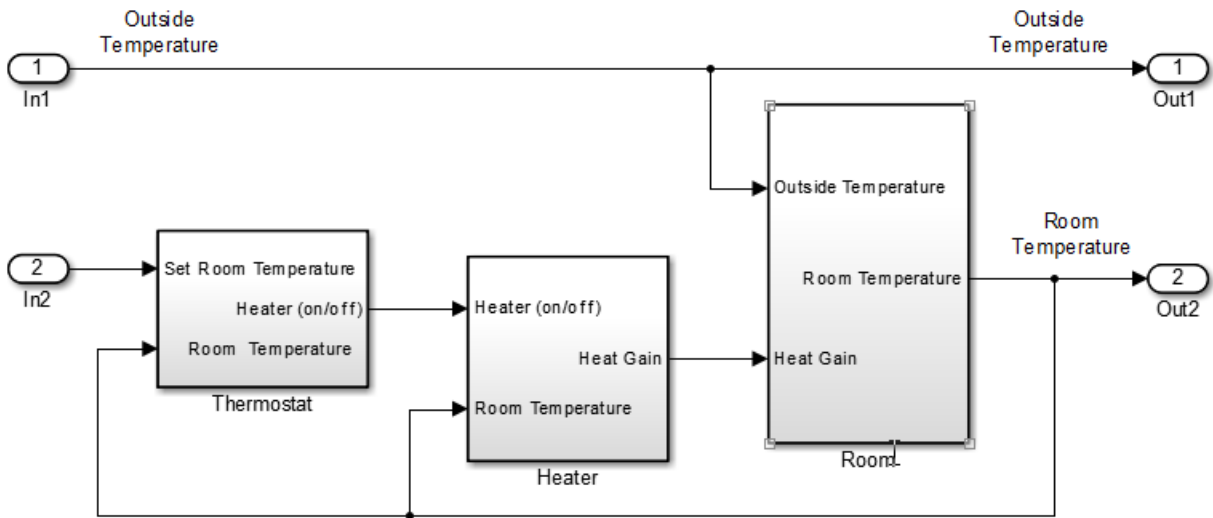 Outside
Temperature
Outside
Temperature
1
In1
1
Out1
Outside Temperature
Room
Temperature
2
In2
Set Room Temperature
Heater (on/off)
Room Temperature
Thermostat
Heater (on/off)
Heat Gain
Room Temperature
Heater
Room Temperature
Heat Gain
Room
2
Out2